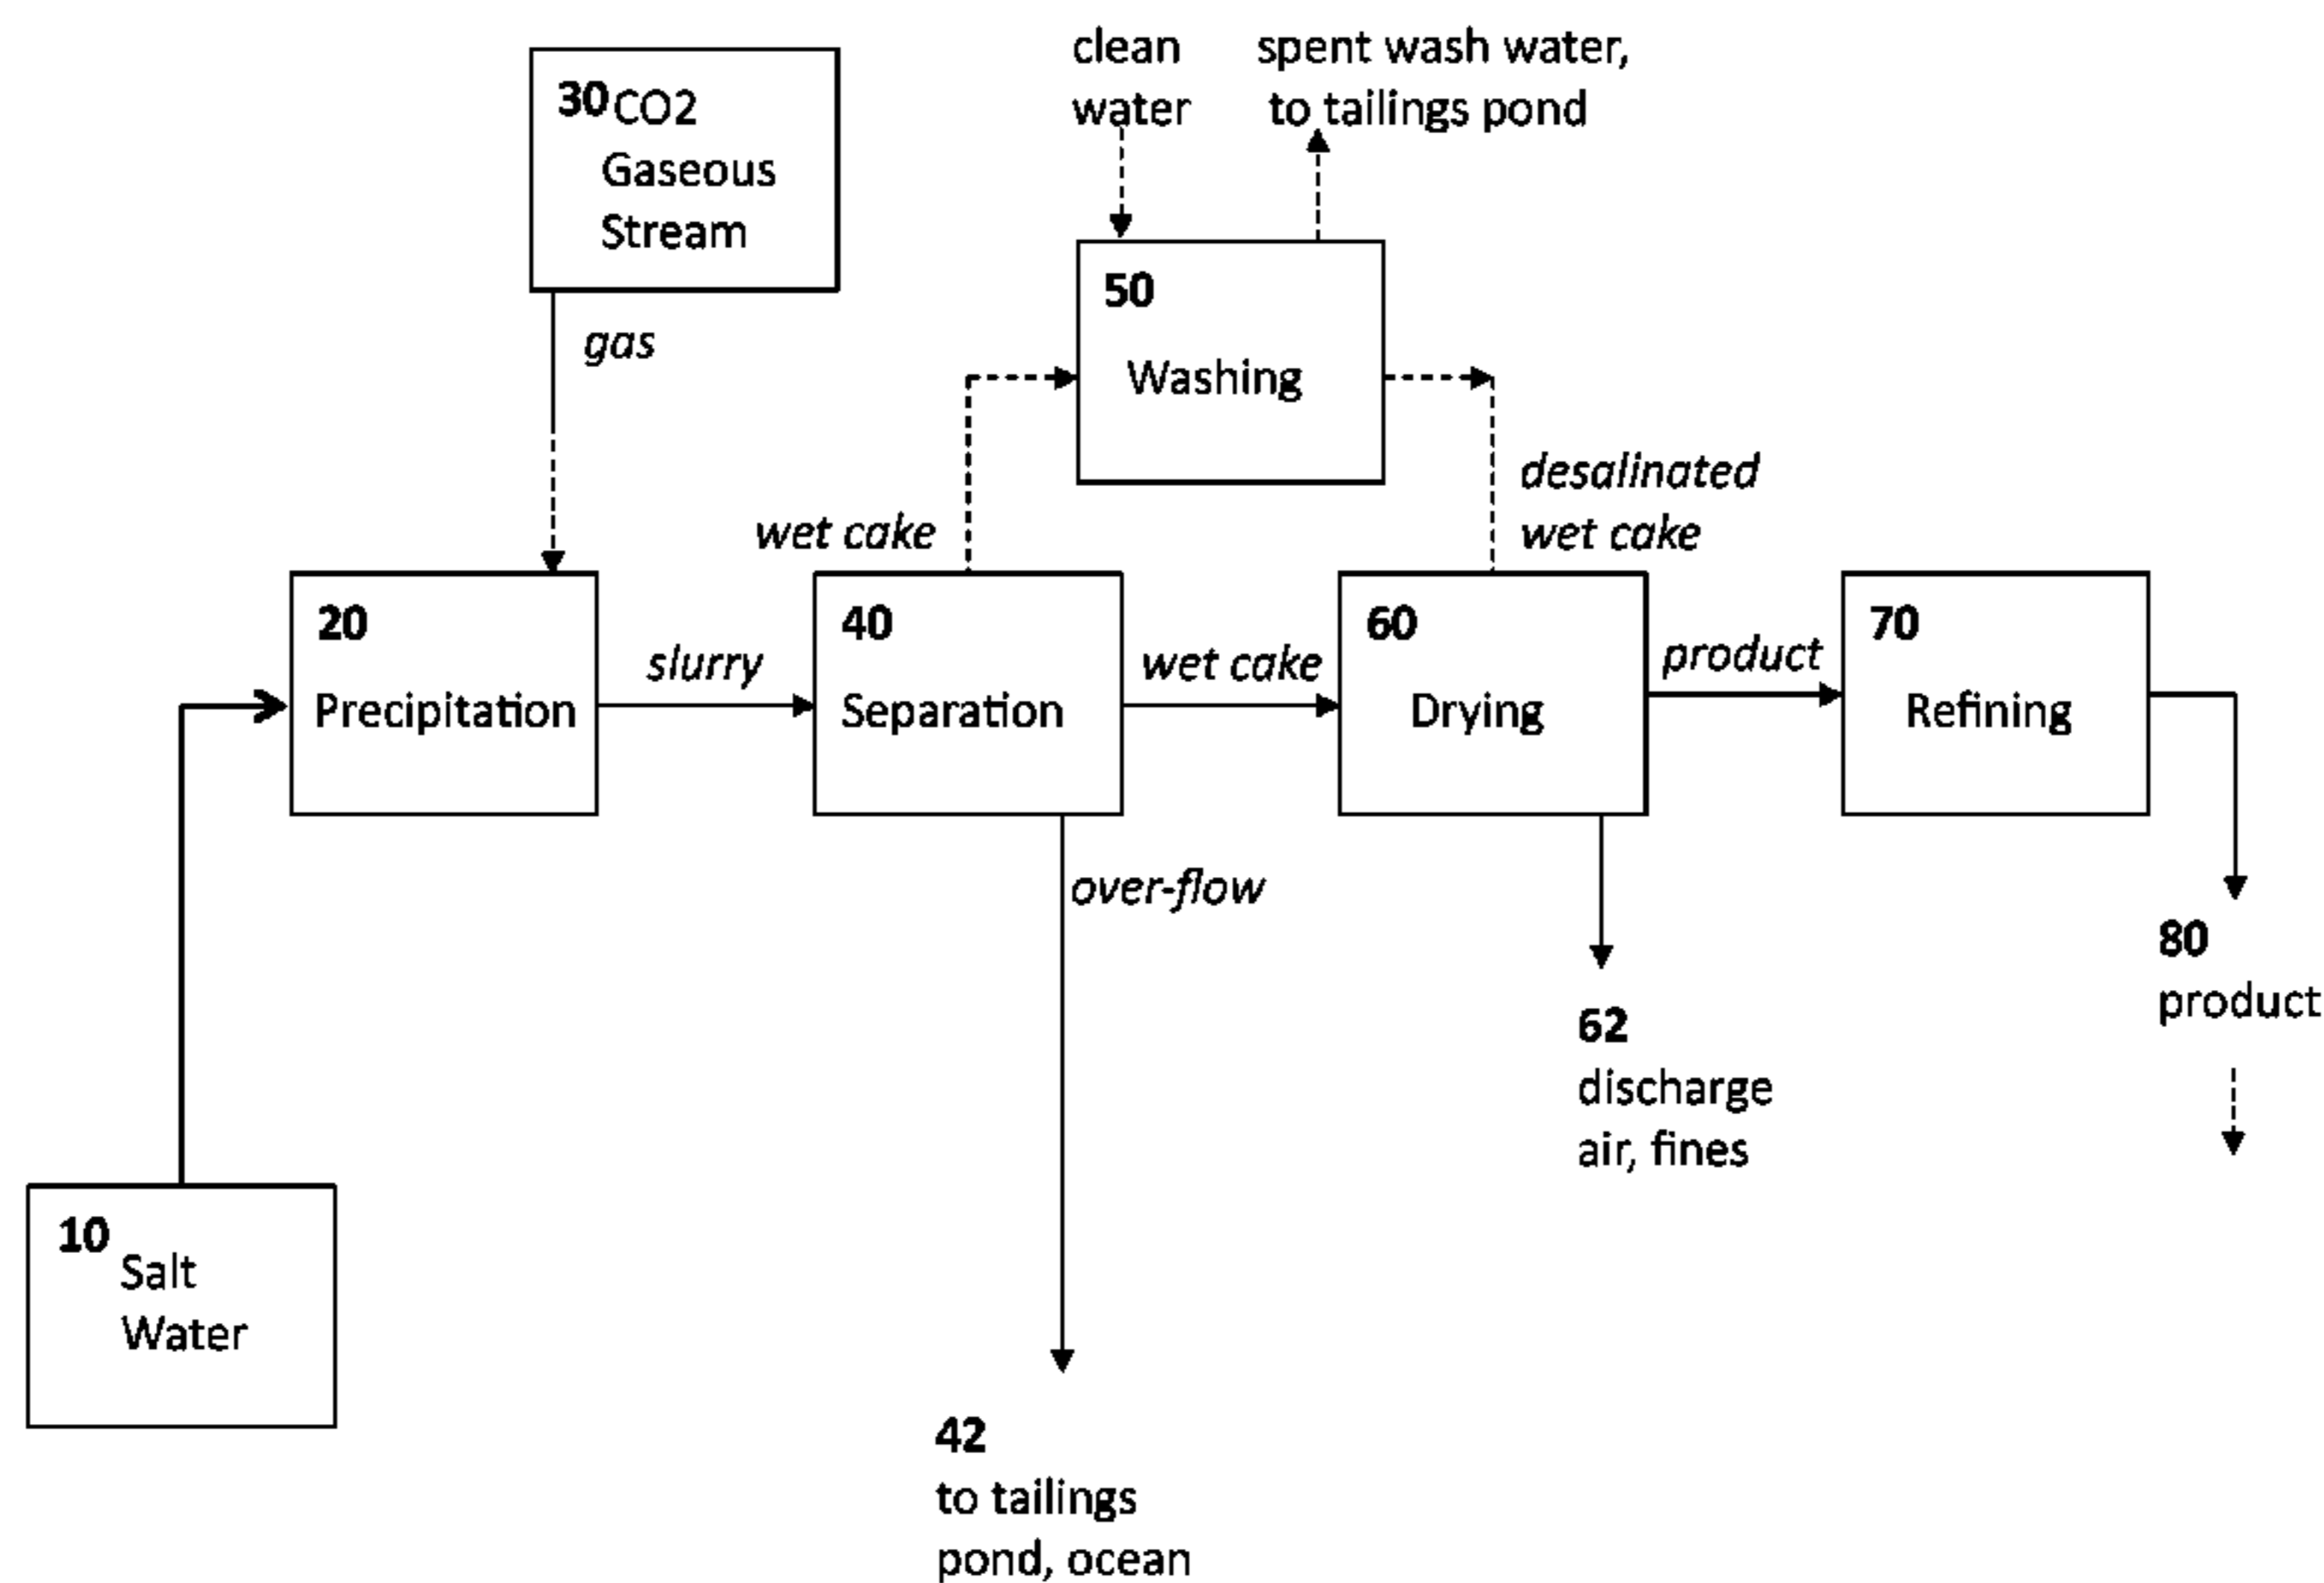 30 CO2
Gaseous
Stream
clean
water
spent wash water,
to tailings pond
gas
50
Washing
wet cake
desalinated
wet cake
20
Precipitation
slurry
40
Separation
wet cake
60
Drying
product
70
Refining
over-flow
80
product
62
discharge
air, fines
10
Salt
Water
42
to tailings
pond, ocean